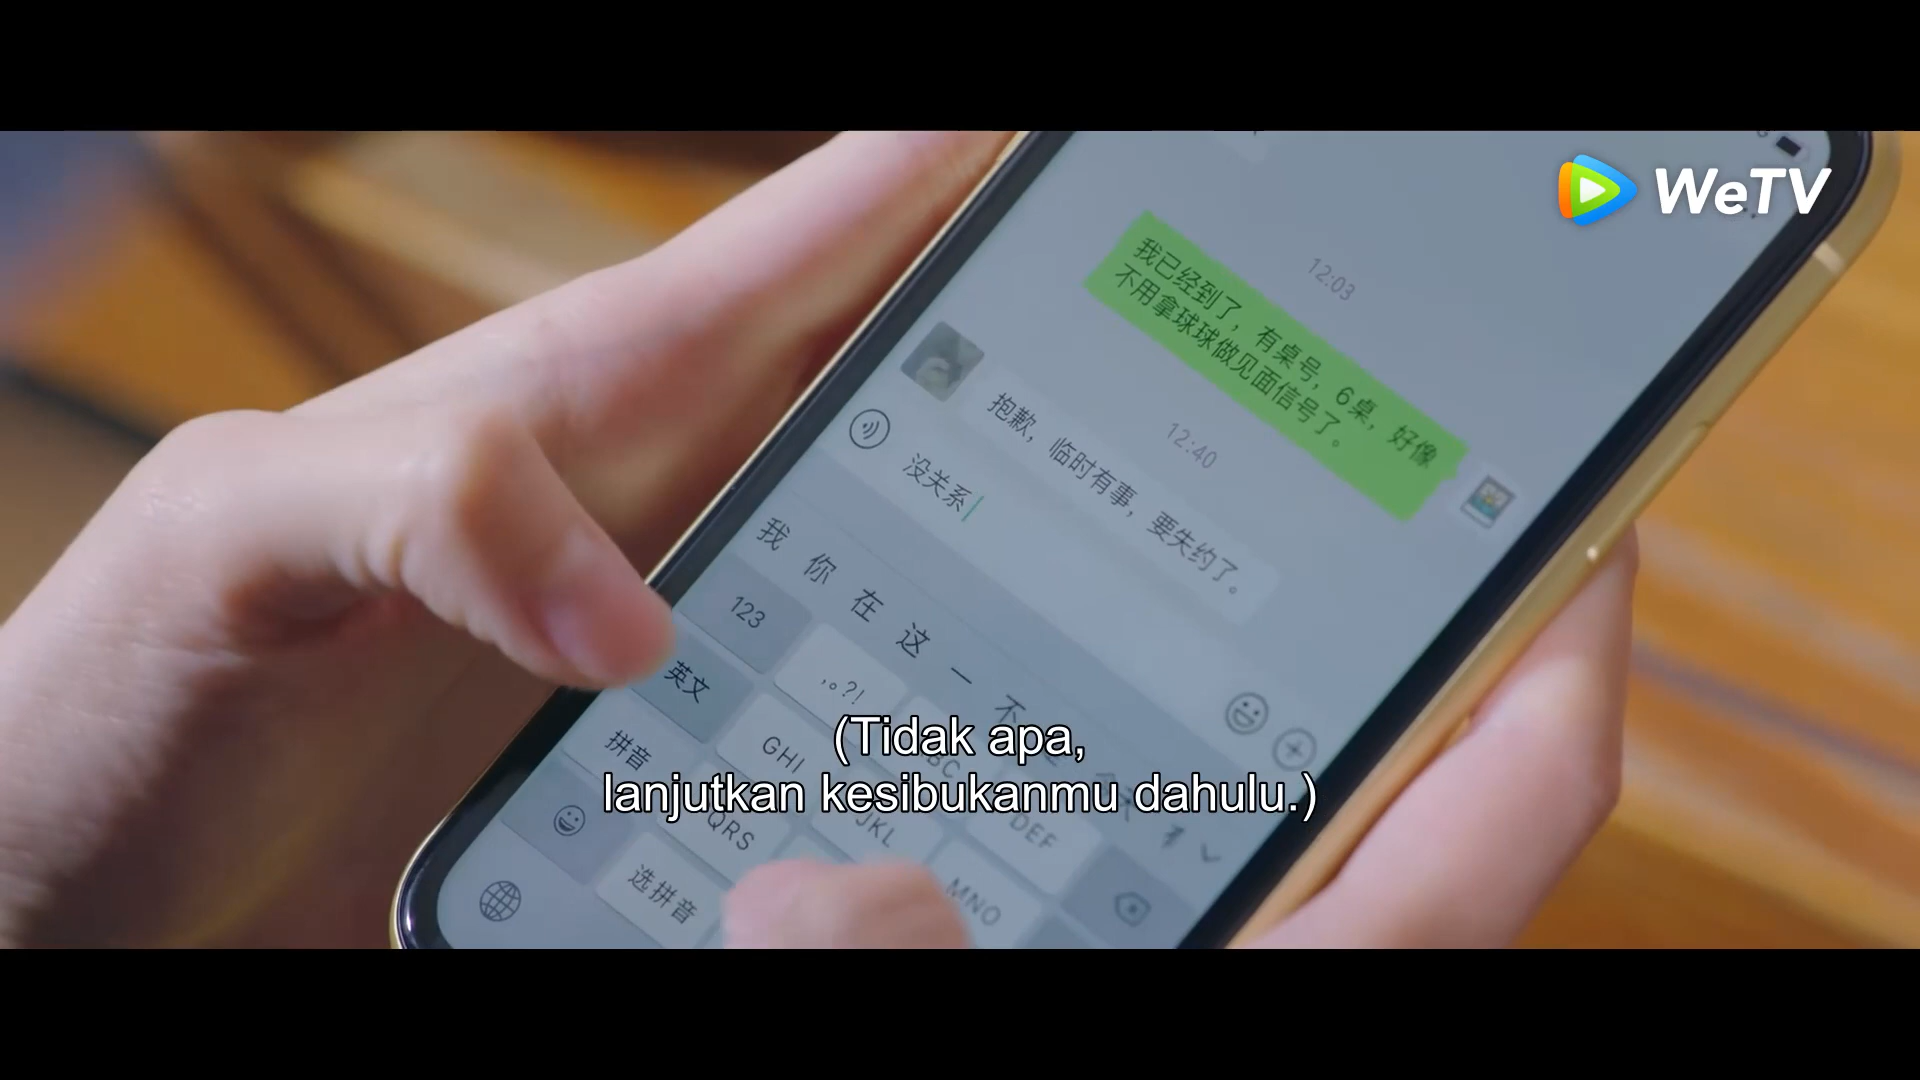 WeTV
12:03
我已经到了，有桌号，6桌，好像
不用拿球球做见面信号了。
12:40
抱歉，临时有事，要失约了。
没关系
我 你 在 这 一 不
123
,。?!
英文
GHI
拼音
DEF
JKL
QRS
MNO
选拼音
(Tidak apa,
lanjutkan kesibukanmu dahulu.)